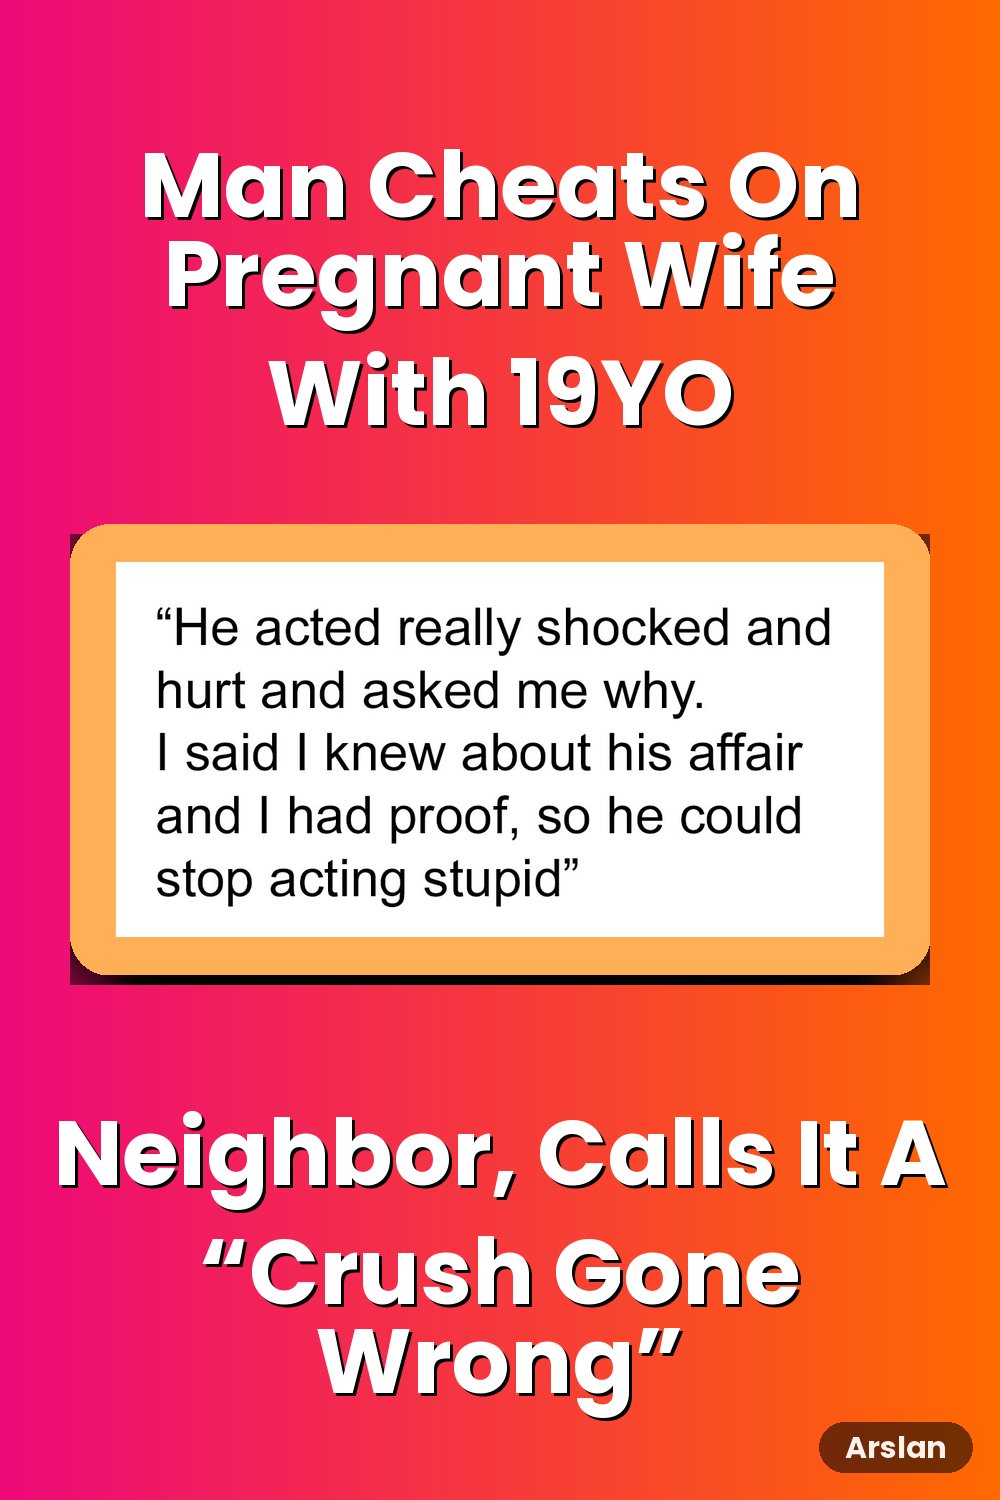 Man Cheats On
Pregnant Wife
With 19YO
“He acted really shocked and
hurt and asked me why.
I said I knew about his affair
and I had proof, so he could
stop acting stupid”
Neighbor, Calls It A
“Crush Gone
Wrong”
Arslan